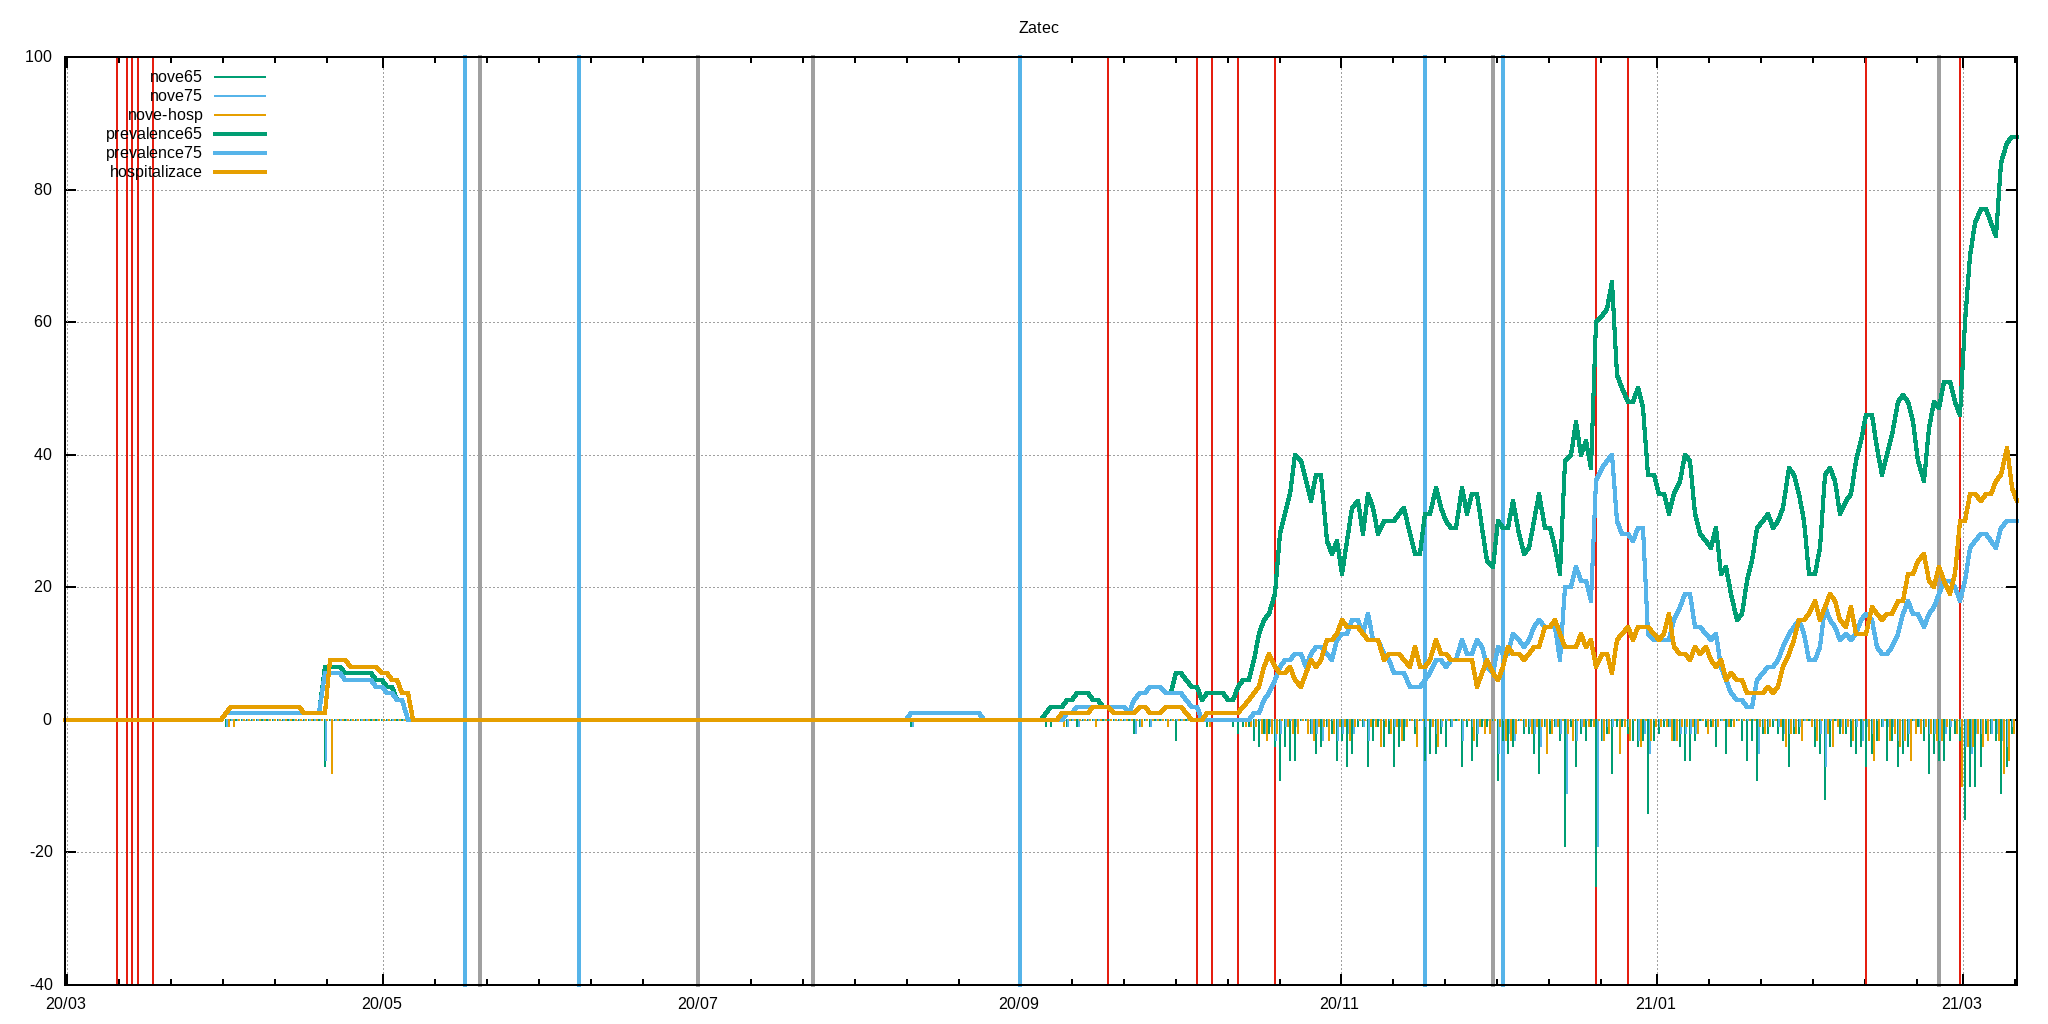 Zatec
100
nove65
nove75
nove-hosp
prevalence65
prevalence75
hospitalizace
80
60
40
20
0
-20
-40
20/03 20/05 20/07 20/09 20/11 21/01 21/03